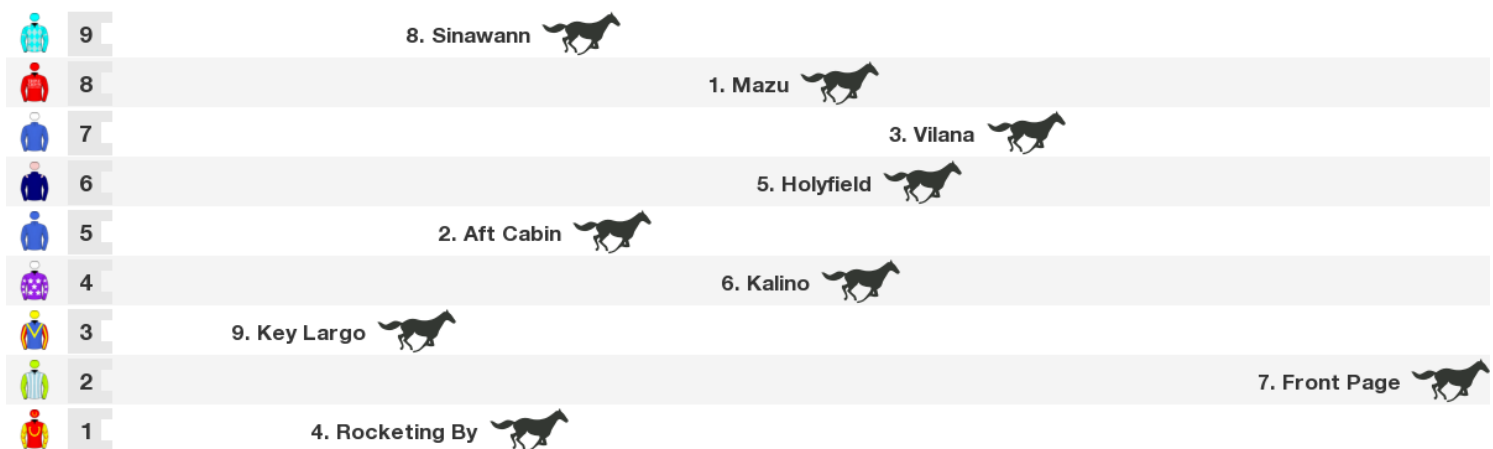 9 8. Sinawann
8 1. Mazu
7 3. Vilana
6 5. Holyfield
5 2. Aft Cabin
4 6. Kalino
3 9. Key Largo
2 7. Front Page
1 4. Rocketing By